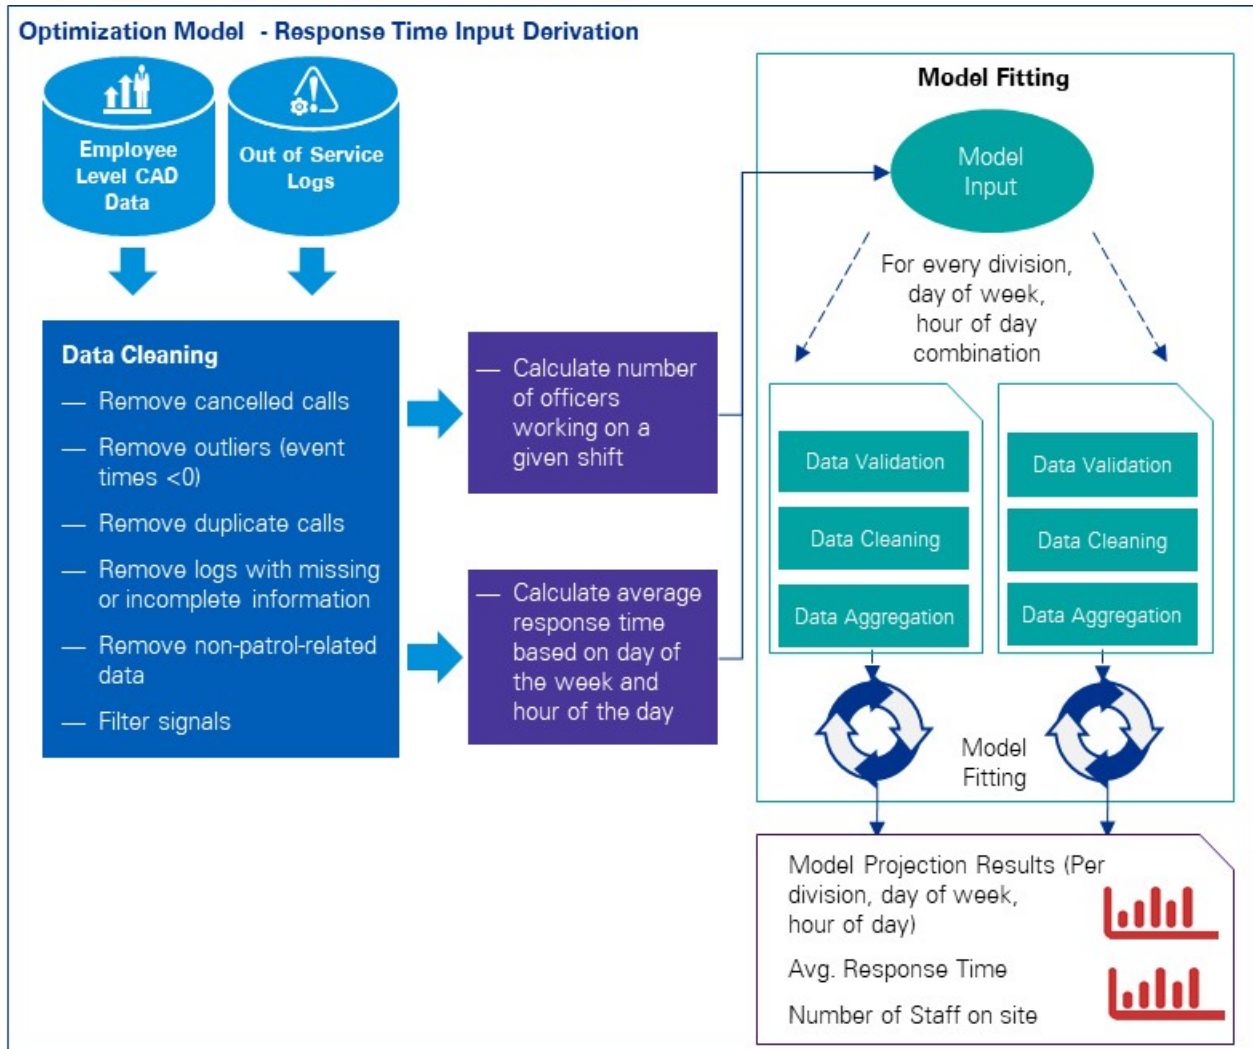 Optimization Model - Response Time Input Derivation
Employee
Level CAD
Data
Out of Service
Logs
Data Cleaning
— Remove cancelled calls
— Remove outliers (event
times <0)
— Remove duplicate calls
— Remove logs with missing
or incomplete information
— Remove non-patrol-related
data
— Filter signals
— Calculate number
of officers
working on a
given shift
— Calculate average
response time
based on day of
the week and
hour of the day
Model Fitting
Model
Input
For every division,
day of week,
hour of day
combination
Data Validation
Data Cleaning
Data Aggregation
Data Validation
Data Cleaning
Data Aggregation
Model
Fitting
Model Projection Results (Per
division, day of week,
hour of day)
Avg. Response Time
Number of Staff on site